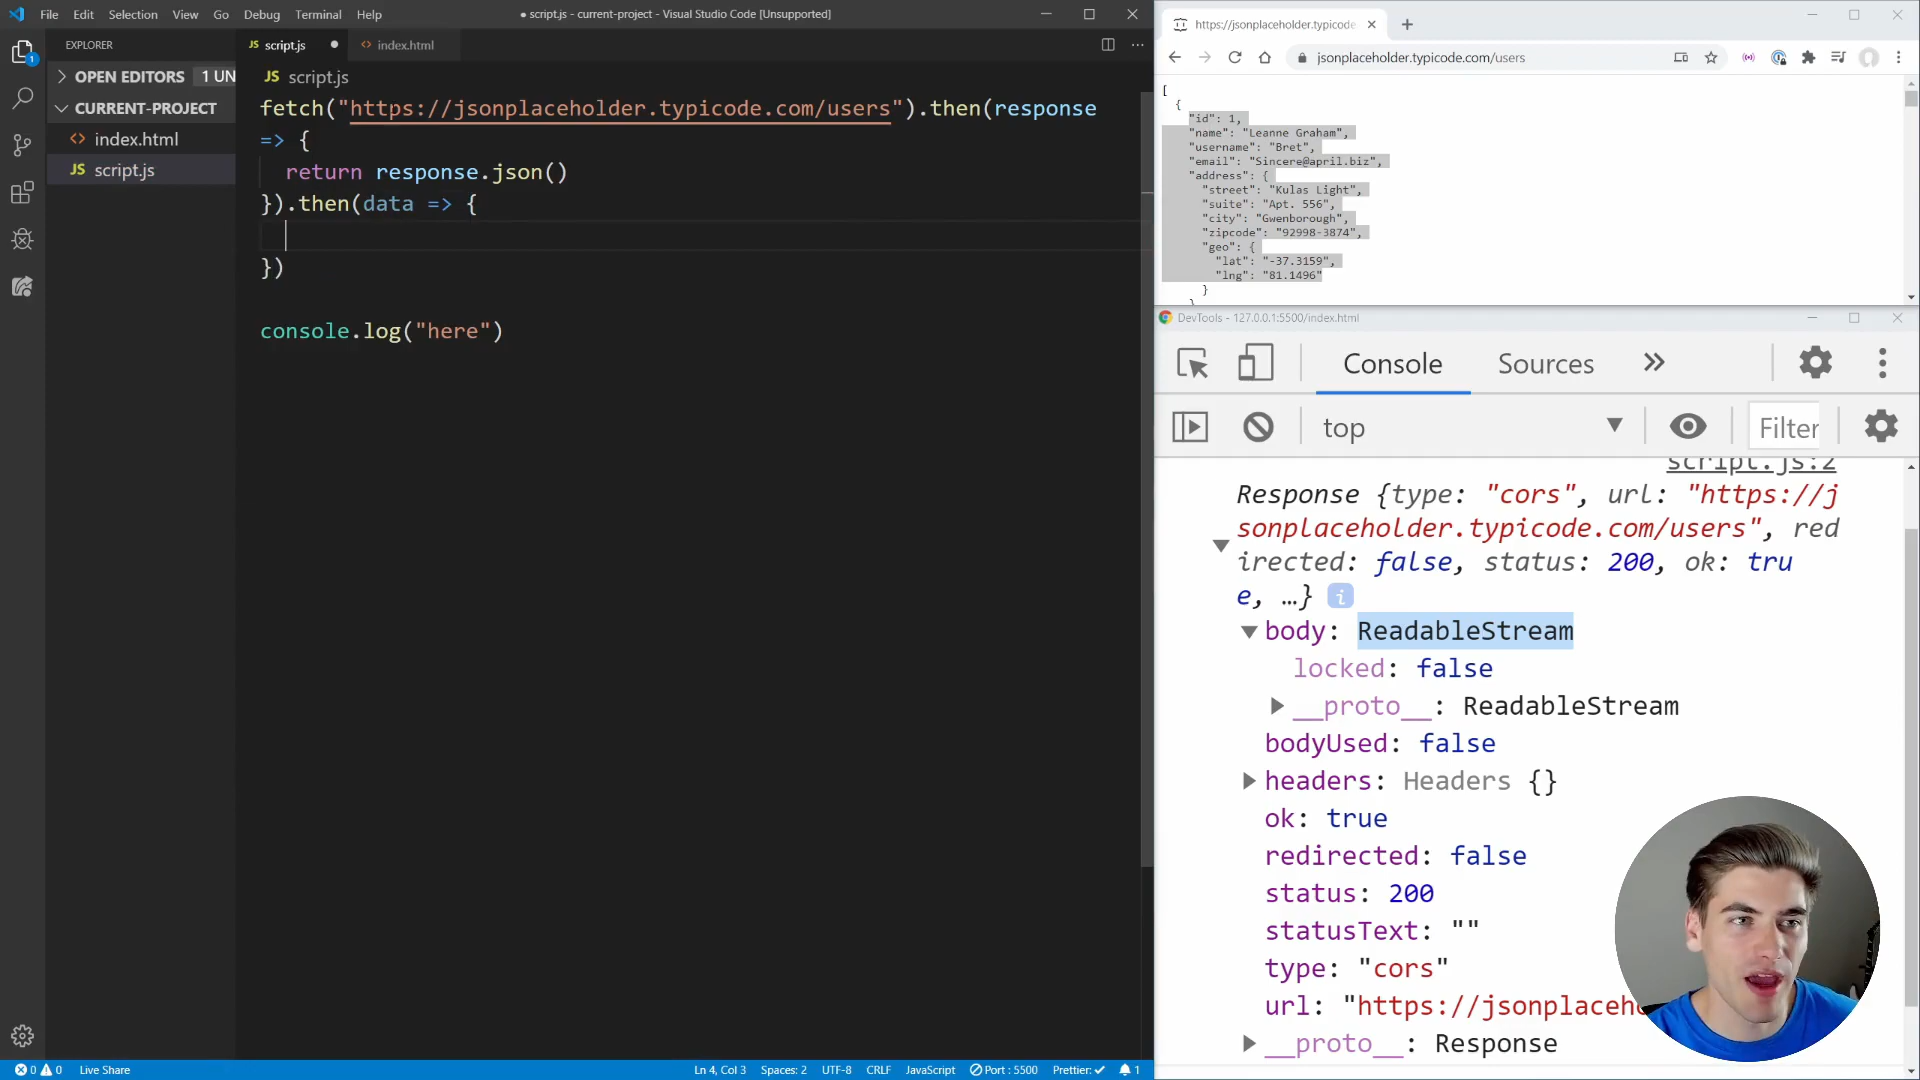 File Edit Selection View Go Debug Terminal Help
● script.js - current-project - Visual Studio Code [Unsupported]
EXPLORER
OPEN EDITORS 1 UN
CURRENT-PROJECT
<> index.html
JS script.js
1
JS script.js ●
<> index.html
JS script.js
fetch("https://jsonplaceholder.typicode.com/users").then(response
=> {
return response.json()
}).then(data => {
})
console.log("here")
0 0 Live Share
Ln 4, Col 3 Spaces: 2 UTF-8 CRLF JavaScript Port : 5500 Prettier: ✓ 1
https://jsonplaceholder.typicode
jsonplaceholder.typicode.com/users
[
{
"id": 1,
"name": "Leanne Graham",
"username": "Bret",
"email": "Sincere@april.biz",
"address": {
"street": "Kulas Light",
"suite": "Apt. 556",
"city": "Gwenborough",
"zipcode": "92998-3874",
"geo": {
"lat": "-37.3159",
"lng": "81.1496"
}
}
DevTools - 127.0.0.1:5500/index.html
Console Sources »
top Filter
script.js:2
Response {type: "cors", url: "https://j
sonplaceholder.typicode.com/users", red
irected: false, status: 200, ok: tru
e, …} i
body: ReadableStream
locked: false
__proto__: ReadableStream
bodyUsed: false
headers: Headers {}
ok: true
redirected: false
status: 200
statusText: ""
type: "cors"
url: "https://jsonplaceho
__proto__: Response